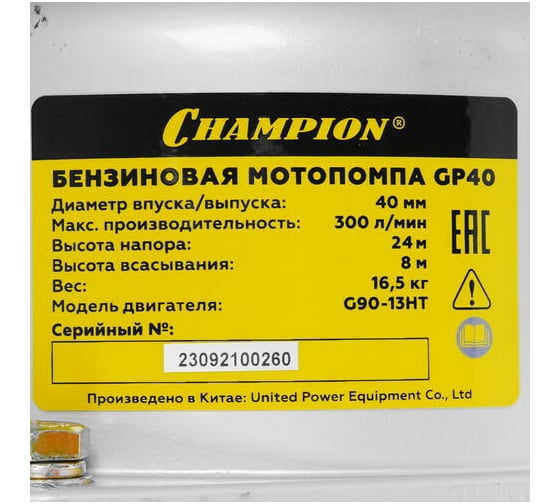 CHAMPION®
БЕНЗИНОВАЯ МОТОПОМПА GP40
Диаметр впуска/выпуска: 40 мм
Макс. производительность: 300 л/мин
Высота напора: 24 м
Высота всасывания: 8 м
Вес: 16,5 кг
Модель двигателя: G90-13HT
Серийный №:
23092100260
Произведено в Китае: United Power Equipment Co., Ltd
EAC